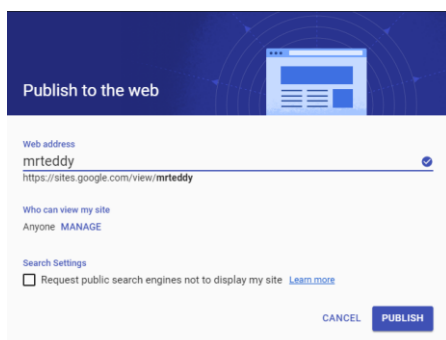 Publish to the web
Web address
mrteddy
https://sites.google.com/view/mrteddy
Who can view my site
Anyone MANAGE
Search Settings
Request public search engines not to display my site Learn more
CANCEL PUBLISH